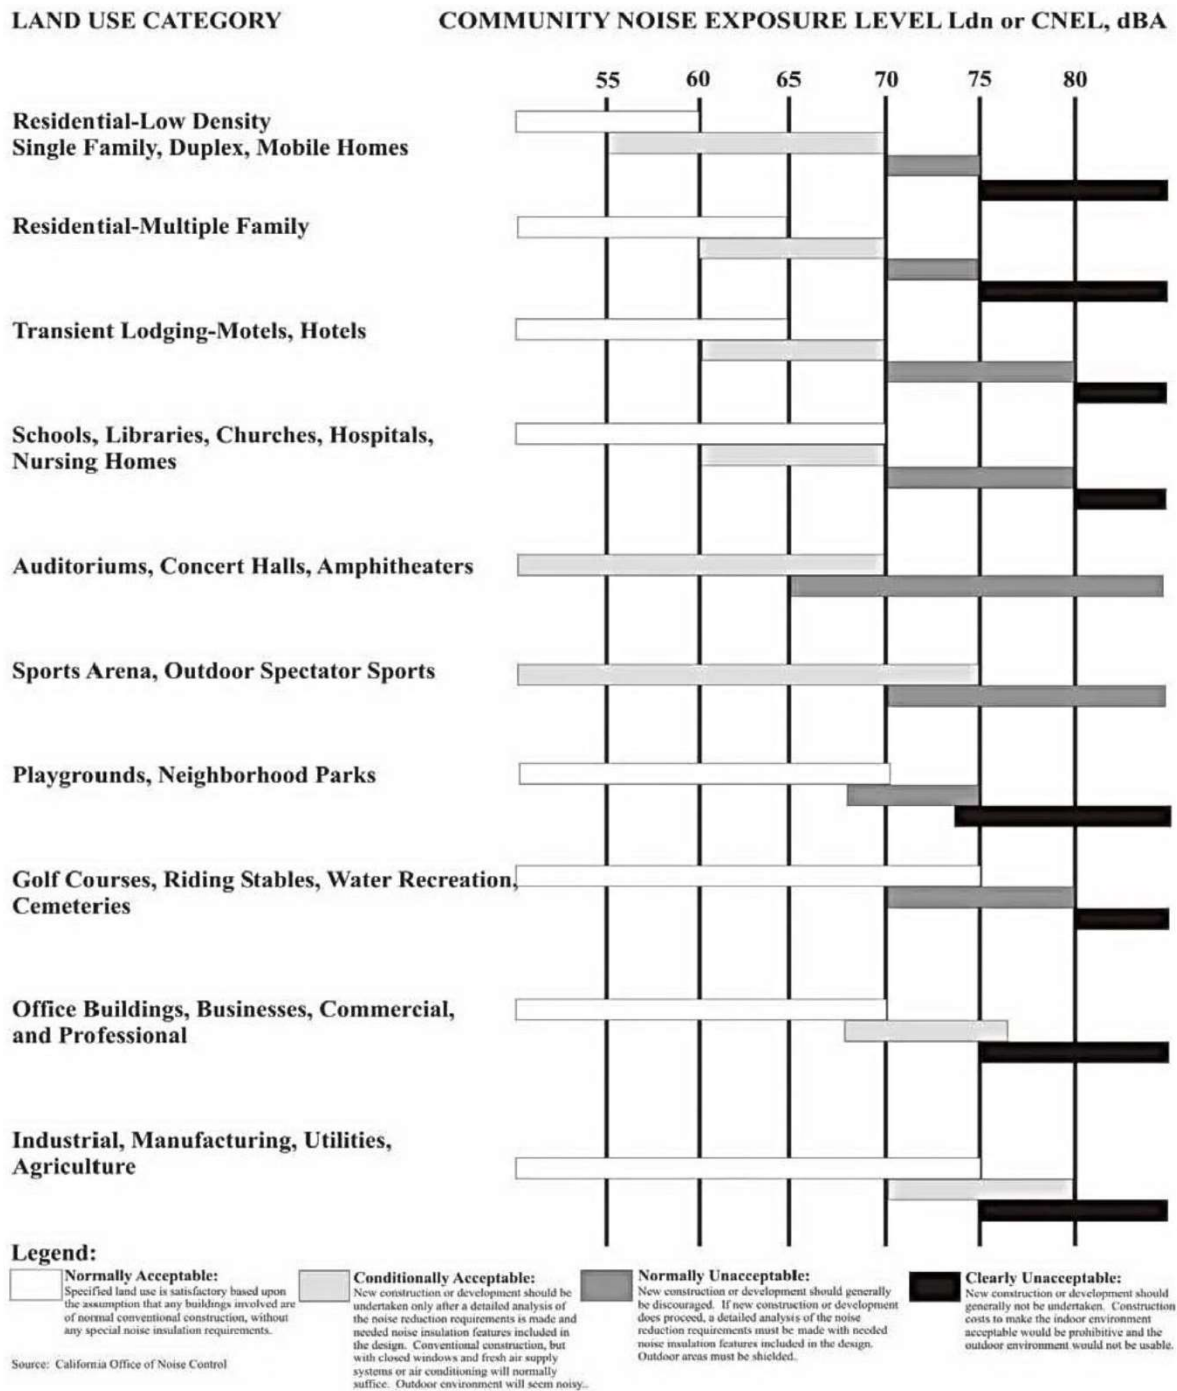 LAND USE CATEGORY
COMMUNITY NOISE EXPOSURE LEVEL Ldn or CNEL, dBA
55 60 65 70 75 80
Residential-Low Density
Single Family, Duplex, Mobile Homes
Residential-Multiple Family
Transient Lodging-Motels, Hotels
Schools, Libraries, Churches, Hospitals,
Nursing Homes
Auditoriums, Concert Halls, Amphitheaters
Sports Arena, Outdoor Spectator Sports
Playgrounds, Neighborhood Parks
Golf Courses, Riding Stables, Water Recreation,
Cemeteries
Office Buildings, Businesses, Commercial,
and Professional
Industrial, Manufacturing, Utilities,
Agriculture
Legend:
Normally Acceptable:
Specified land use is satisfactory based upon
the assumption that any buildings involved are
of normal conventional construction, without
any special noise insulation requirements.
Conditionally Acceptable:
New construction or development should be
undertaken only after a detailed analysis of
the noise reduction requirements is made and
needed noise insulation features included in
the design. Conventional construction, but
with closed windows and fresh air supply
systems or air conditioning will normally
suffice. Outdoor environment will seem noisy..
Normally Unacceptable:
New construction or development should generally
be discouraged. If new construction or development
does proceed, a detailed analysis of the noise
reduction requirements must be made with needed
noise insulation features included in the design.
Outdoor areas must be shielded..
Clearly Unacceptable:
New construction or development should
generally not be undertaken. Construction
costs to make the indoor environment
acceptable would be prohibitive and the
outdoor environment would not be usable.
Source: California Office of Noise Control